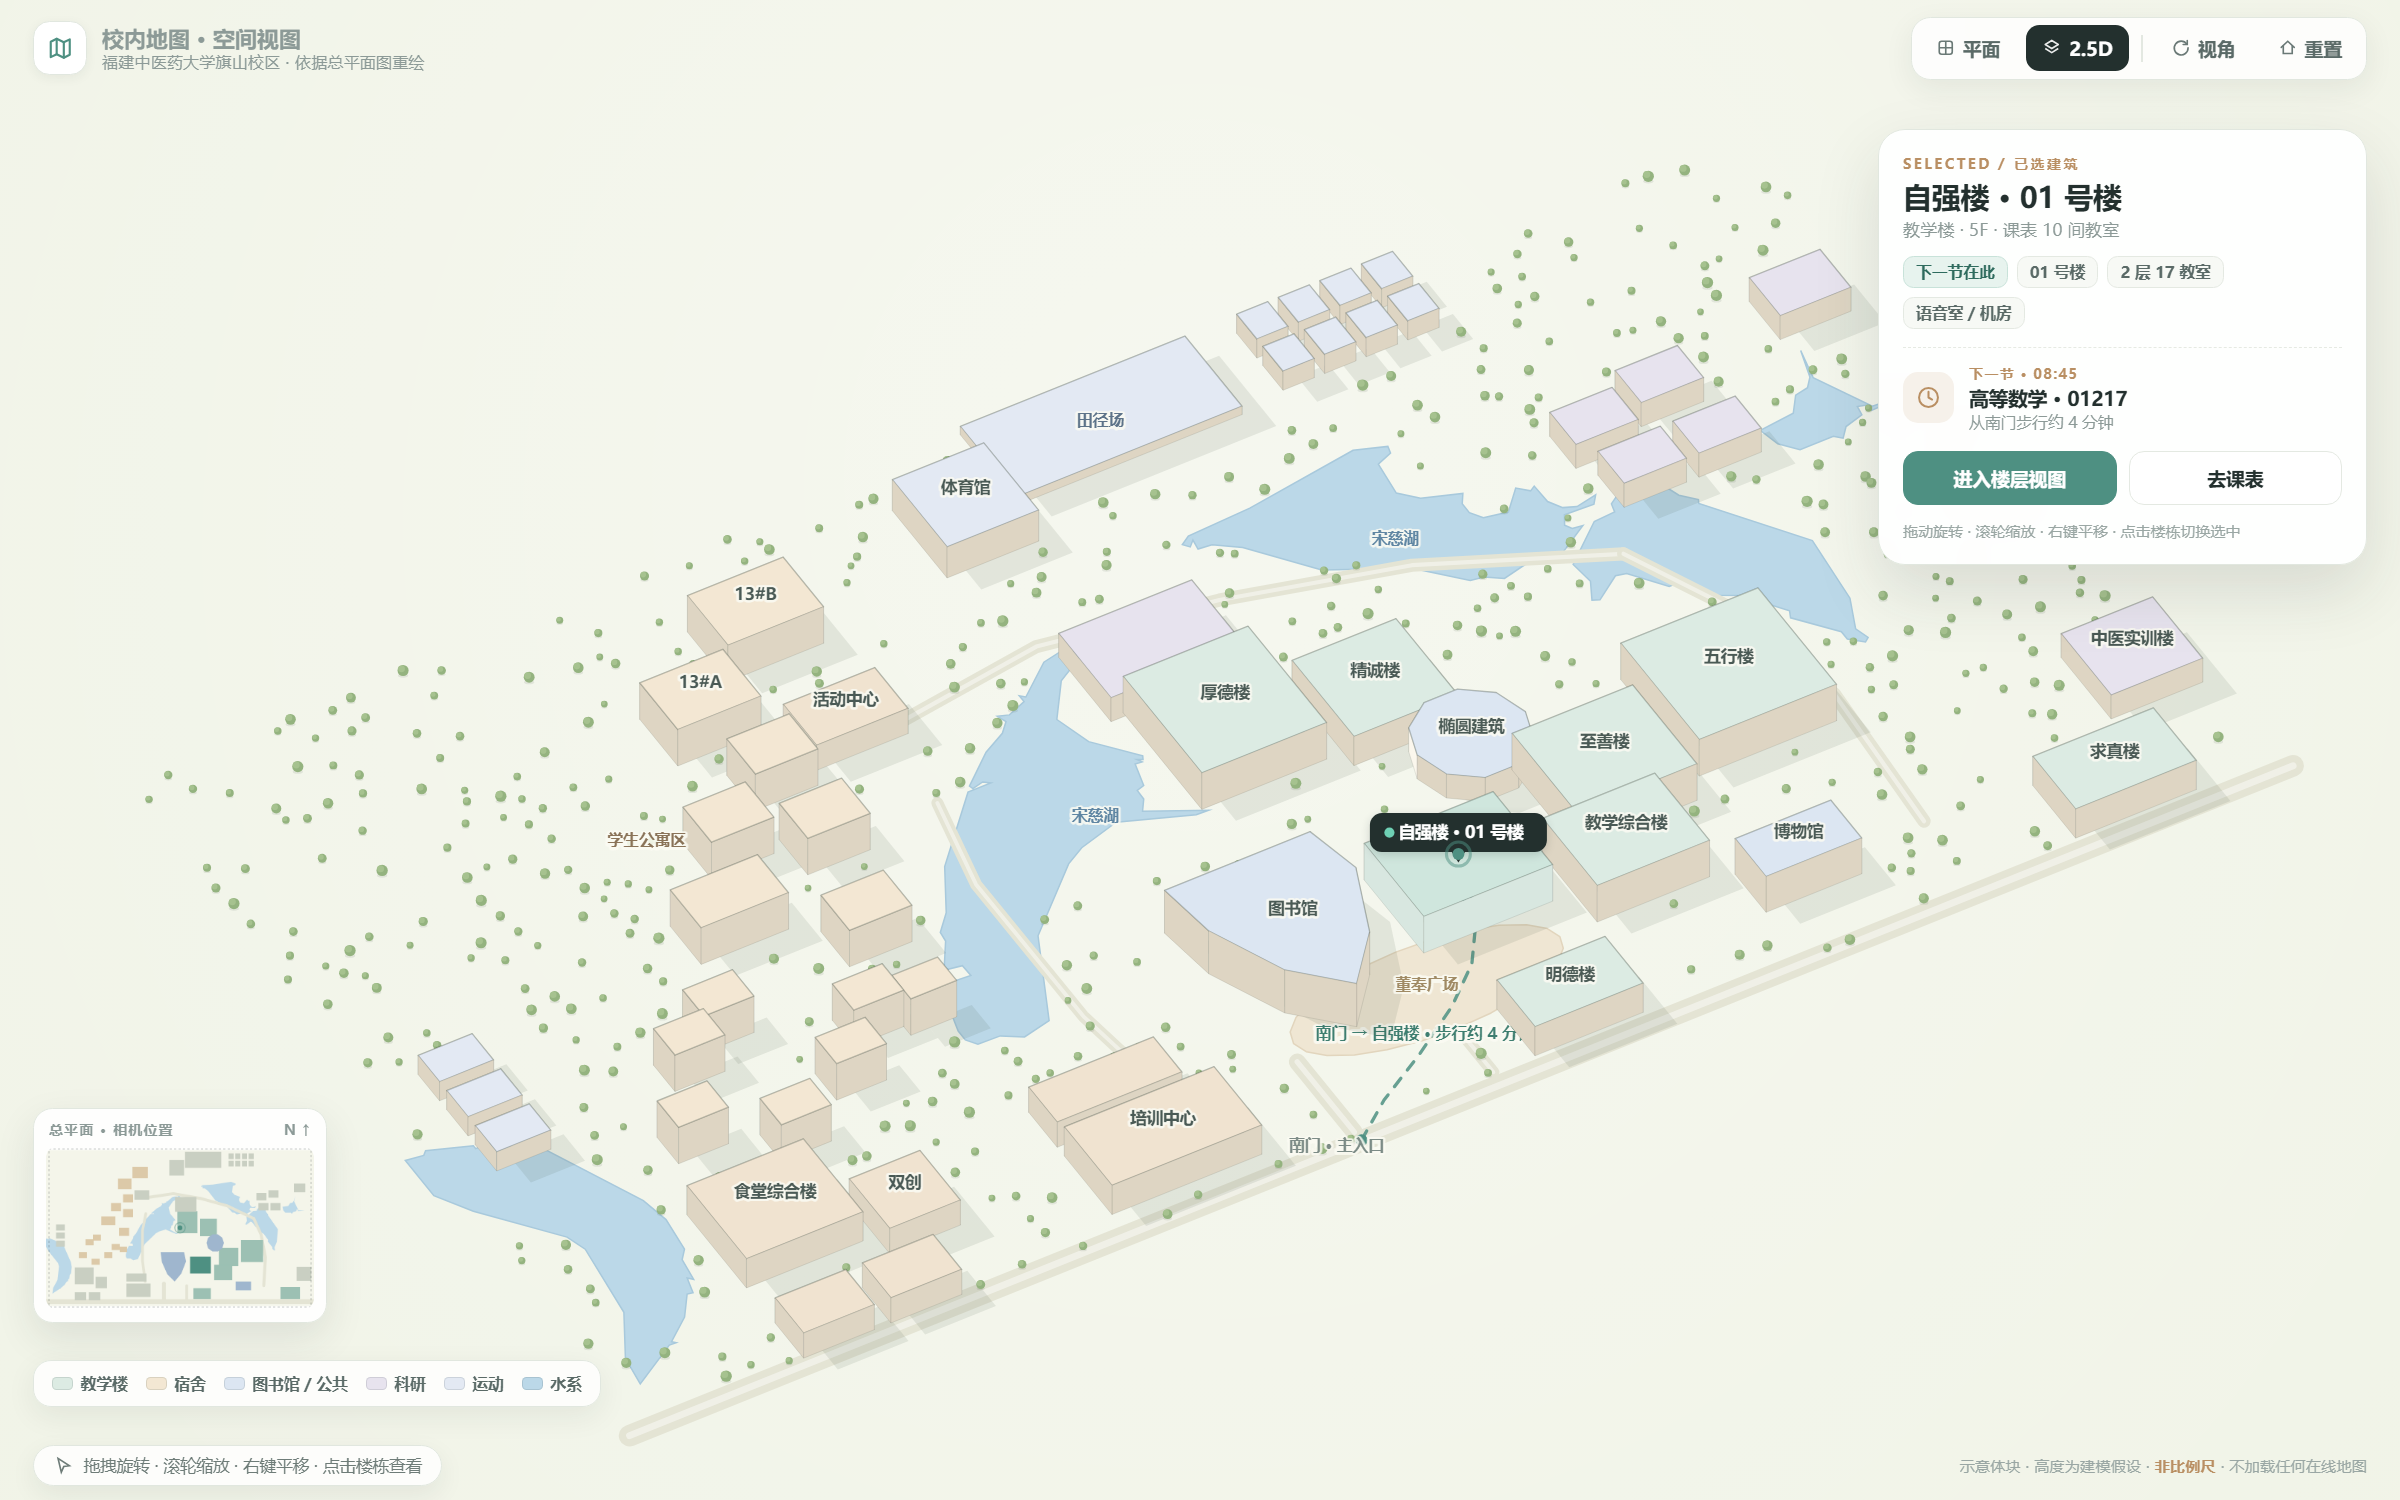 校内地图 • 空间视图
福建中医药大学旗山校区 · 依据总平面图重绘
平面
2.5D
视角
重置
SELECTED / 已选建筑
自强楼 • 01 号楼
教学楼 · 5F · 课表 10 间教室
下一节在此
01 号楼
2 层 17 教室
语音室 / 机房
下一节 • 08:45
高等数学 • 01217
从南门步行约 4 分钟
进入楼层视图
去课表
拖动旋转 · 滚轮缩放 · 右键平移 · 点击楼栋切换选中
田径场
体育馆
宋慈湖
13#B
13#A
活动中心
厚德楼
精诚楼
五行楼
中医实训楼
椭圆建筑
至善楼
求真楼
宋慈湖
学生公寓区
自强楼 • 01 号楼
教学综合楼
博物馆
图书馆
董奉广场
明德楼
南门 → 自强楼 • 步行约 4 分
培训中心
南门 • 主入口
食堂综合楼
双创
总平面 • 相机位置
N ↑
教学楼
宿舍
图书馆 / 公共
科研
运动
水系
拖拽旋转 · 滚轮缩放 · 右键平移 · 点击楼栋查看
示意体块 · 高度为建模假设 · 非比例尺 · 不加载任何在线地图